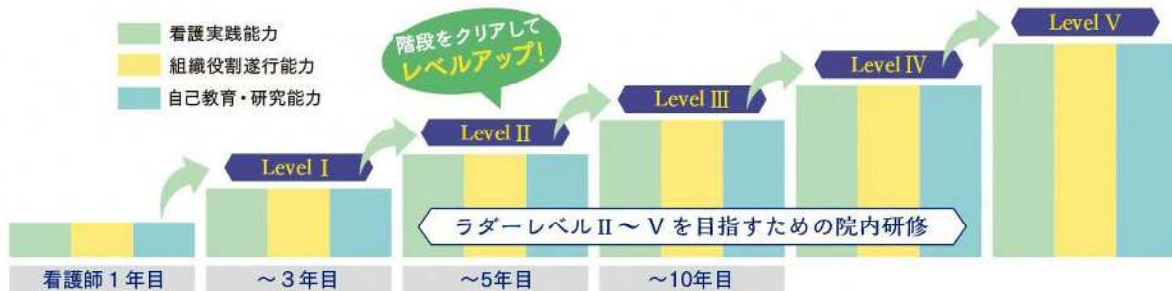 看護実践能力
組織役割遂行能力
自己教育・研究能力
階段をクリアして
レベルアップ！
Level Ⅰ
Level Ⅱ
Level Ⅲ
Level Ⅳ
Level Ⅴ
ラダーレベルⅡ～Ⅴを目指すための院内研修
看護師1年目
～3年目
～5年目
～10年目